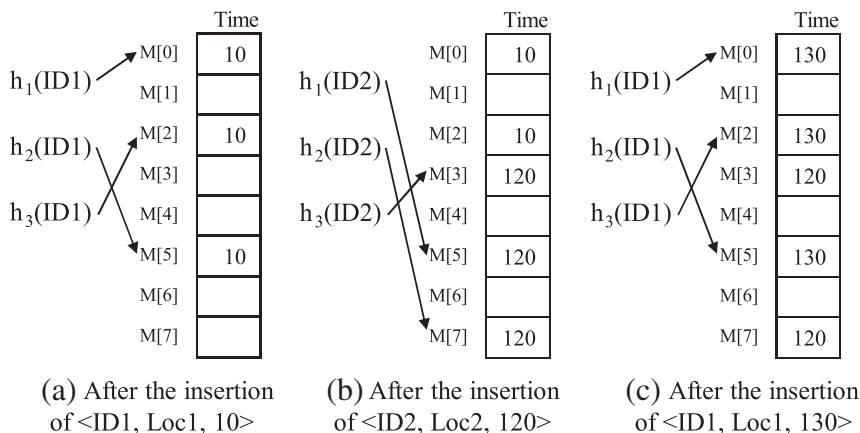 Time
M[0] 10
h₁(ID1)
M[1]
M[2] 10
h₂(ID1)
M[3]
h₃(ID1)
M[4]
M[5] 10
M[6]
M[7]
(a) After the insertion
of <ID1, Loc1, 10>
Time
M[0] 10
h₁(ID2)
M[1]
M[2] 10
h₂(ID2)
M[3] 120
h₃(ID2)
M[4]
M[5] 120
M[6]
M[7] 120
(b) After the insertion
of <ID2, Loc2, 120>
Time
M[0] 130
h₁(ID1)
M[1]
M[2] 130
h₂(ID1)
M[3] 120
h₃(ID1)
M[4]
M[5] 130
M[6]
M[7] 120
(c) After the insertion
of <ID1, Loc1, 130>